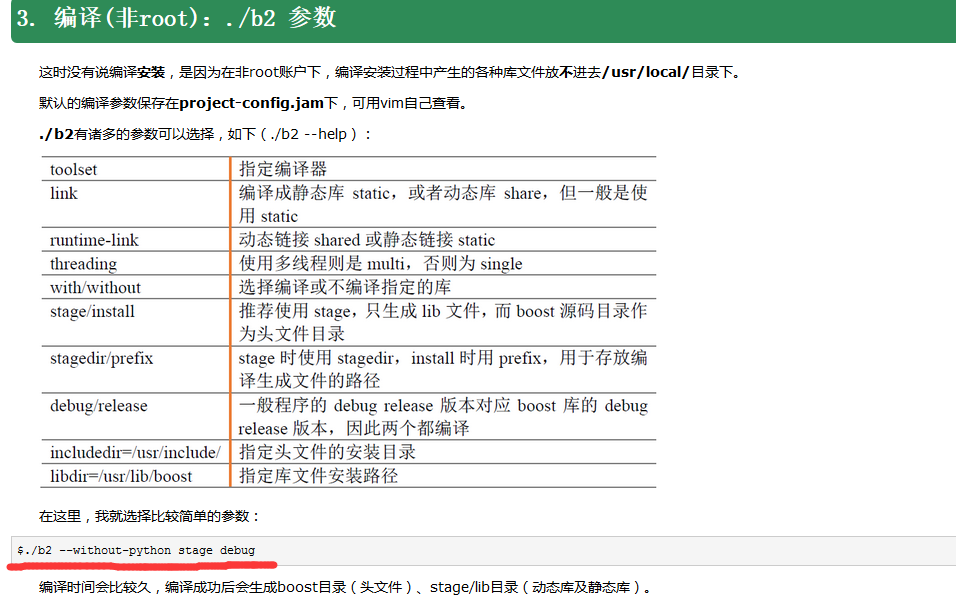 3. 编译(非root)：./b2 参数
这时没有说编译安装，是因为在非root账户下，编译安装过程中产生的各种库文件放不进去/usr/local/目录下。
默认的编译参数保存在project-config.jam下，可用vim自己查看。
./b2有诸多的参数可以选择，如下（./b2 --help）：
toolset 指定编译器
link 编译成静态库 static，或者动态库 share，但一般是使
用 static
runtime-link 动态链接 shared 或静态链接 static
threading 使用多线程则是 multi，否则为 single
with/without 选择编译或不编译指定的库
stage/install 推荐使用 stage，只生成 lib 文件，而 boost 源码目录作
为头文件目录
stagedir/prefix stage 时使用 stagedir，install 时用 prefix，用于存放编
译生成文件的路径
debug/release 一般程序的 debug release 版本对应 boost 库的 debug
release 版本，因此两个都编译
includedir=/usr/include/ 指定头文件的安装目录
libdir=/usr/lib/boost 指定库文件安装路径
在这里，我就选择比较简单的参数：
$./b2 --without-python stage debug
编译时间会比较久，编译成功后会生成boost目录（头文件）、stage/lib目录（动态库及静态库）。